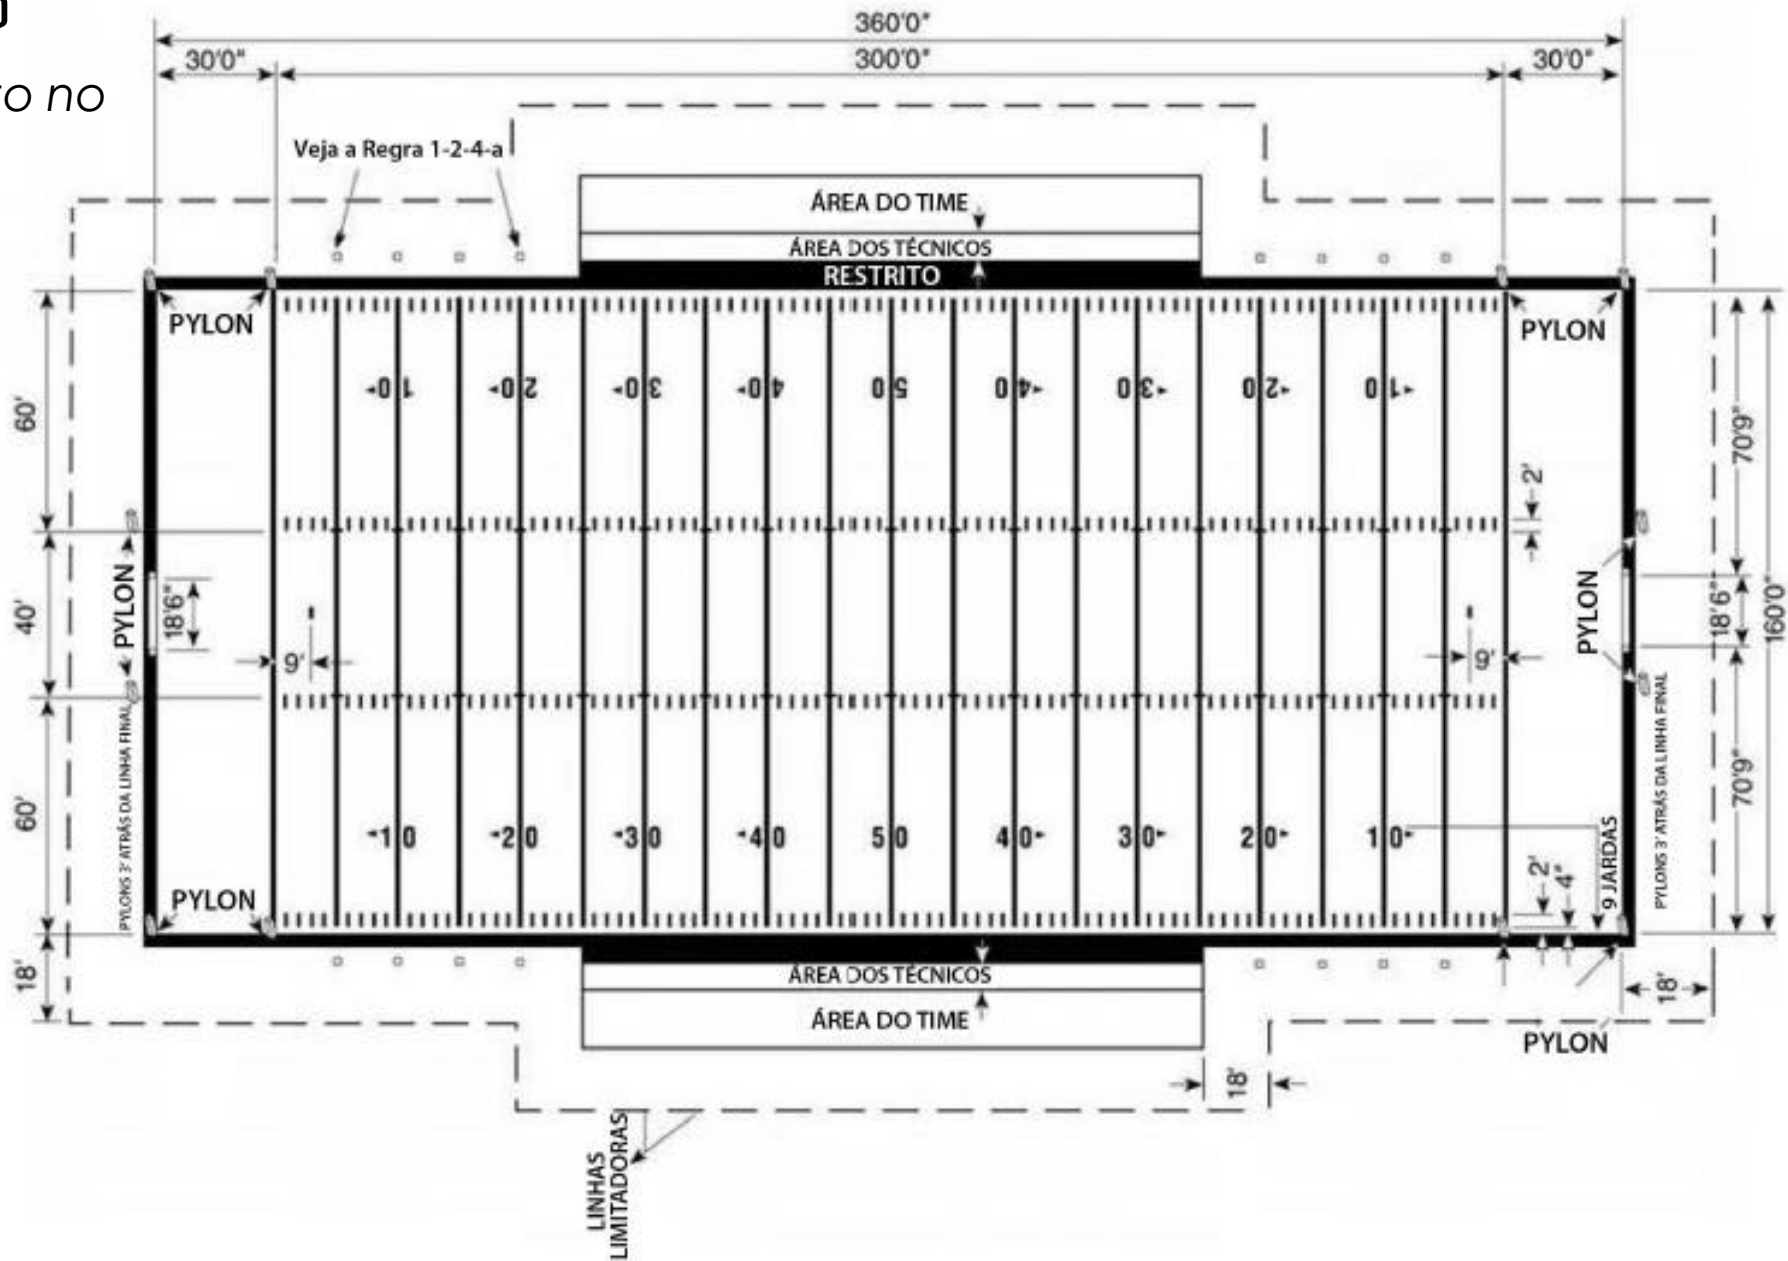 o no
360'0"
30'0"
300'0"
30'0"
Veja a Regra 1-2-4-a
ÁREA DO TIME
ÁREA DOS TÉCNICOS
RESTRITO
PYLON
PYLON
10
20
30
40
50
40
30
20
10
60'
70'9"
2'
PYLON
18'6"
40'
9'
9'
PYLON
18'6"
160'0"
60'
PYLONS 3' ATRÁS DA LINHA FINAL
10
20
30
40
50
40
30
20
10
9 JARDAS
PYLONS 3' ATRÁS DA LINHA FINAL
70'9"
2'
4"
PYLON
18'
ÁREA DOS TÉCNICOS
ÁREA DO TIME
18'
PYLON
18'
LINHAS
LIMITADORAS